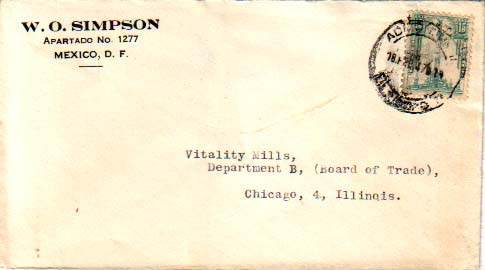 W. O. SIMPSON
APARTADO NO. 1277
MEXICO, D. F.
Vitality Mills,
Department B, (Board of Trade),
Chicago, 4, Illinois.